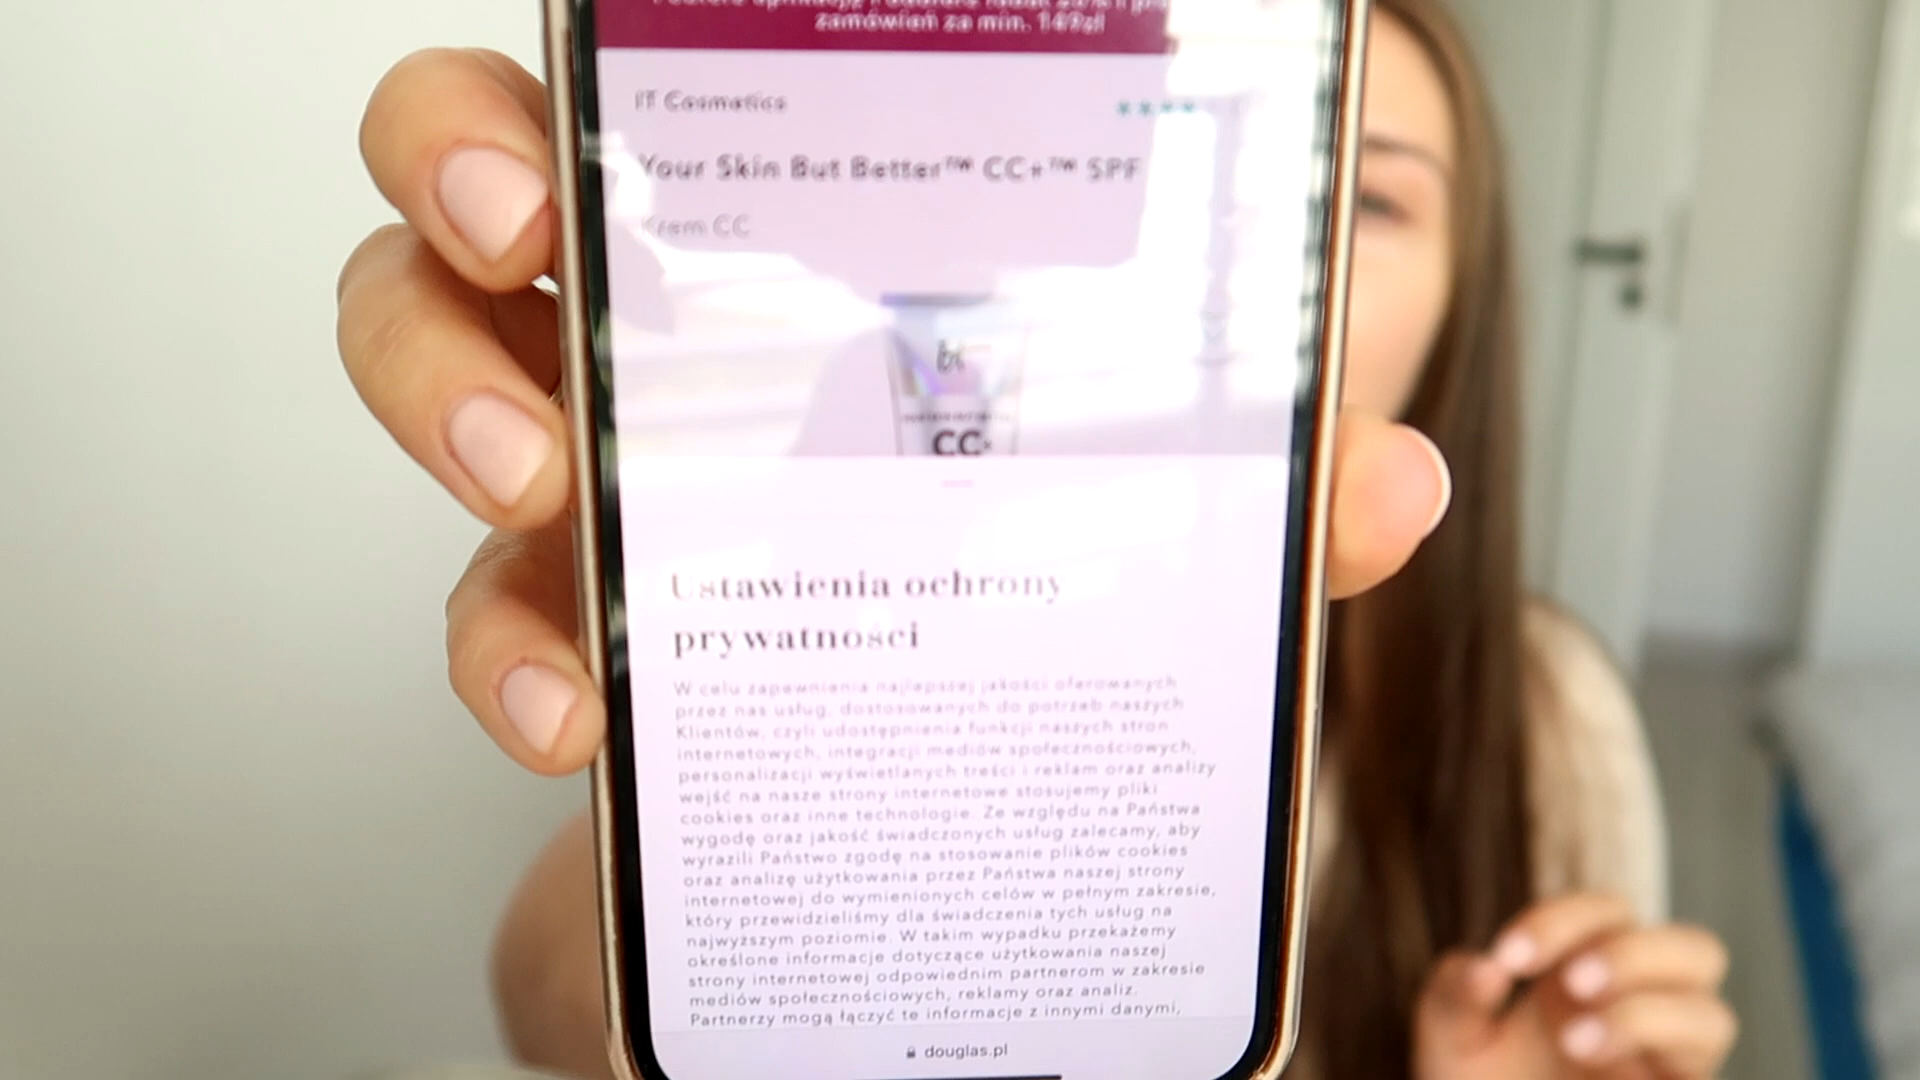 zamówień za min. 149zł
IT Cosmetics
Your Skin But Better™ CC+™ SPF
Krem CC
it
CC+
Ustawienia ochrony
prywatności
W celu zapewnienia najlepszej jakości oferowanych
przez nas usług, dostosowanych do potrzeb naszych
Klientów, czyli udostępnienia funkcji naszych stron
internetowych, integracji mediów społecznościowych,
personalizacji wyświetlanych treści i reklam oraz analizy
wejść na nasze strony internetowe stosujemy pliki
cookies oraz inne technologie. Ze względu na Państwa
wygodę oraz jakość świadczonych usług zalecamy, aby
wyrazili Państwo zgodę na stosowanie plików cookies
oraz analizę użytkowania przez Państwa naszej strony
internetowej do wymienionych celów w pełnym zakresie,
który przewidzieliśmy dla świadczenia tych usług na
najwyższym poziomie. W takim wypadku przekażemy
określone informacje dotyczące użytkowania naszej
strony internetowej odpowiednim partnerom w zakresie
mediów społecznościowych, reklamy oraz analiz.
Partnerzy mogą łączyć te informacje z innymi danymi,
douglas.pl